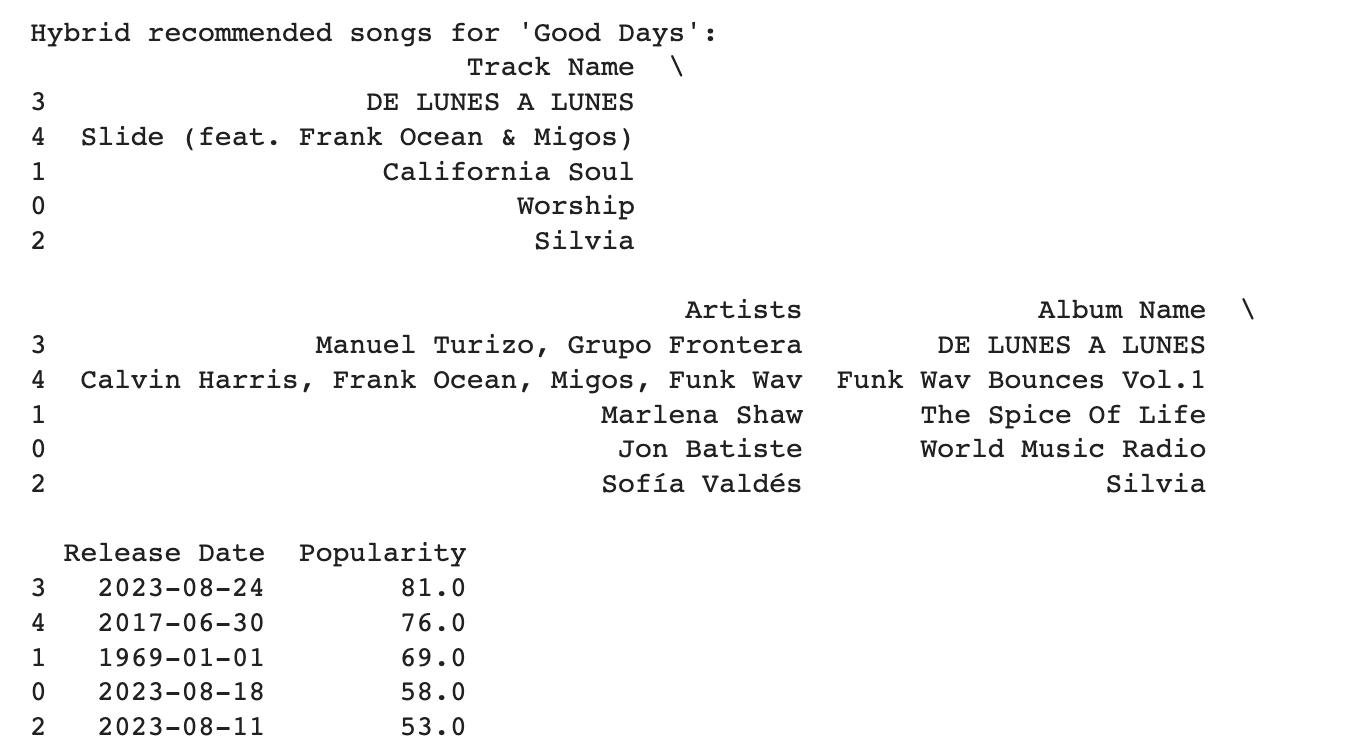 Hybrid recommended songs for 'Good Days':
Track Name \
3 DE LUNES A LUNES
4 Slide (feat. Frank Ocean & Migos)
1 California Soul
0 Worship
2 Silvia
Artists Album Name \
3 Manuel Turizo, Grupo Frontera DE LUNES A LUNES
4 Calvin Harris, Frank Ocean, Migos, Funk Wav Funk Wav Bounces Vol.1
1 Marlena Shaw The Spice Of Life
0 Jon Batiste World Music Radio
2 Sofía Valdés Silvia
Release Date Popularity
3 2023-08-24 81.0
4 2017-06-30 76.0
1 1969-01-01 69.0
0 2023-08-18 58.0
2 2023-08-11 53.0